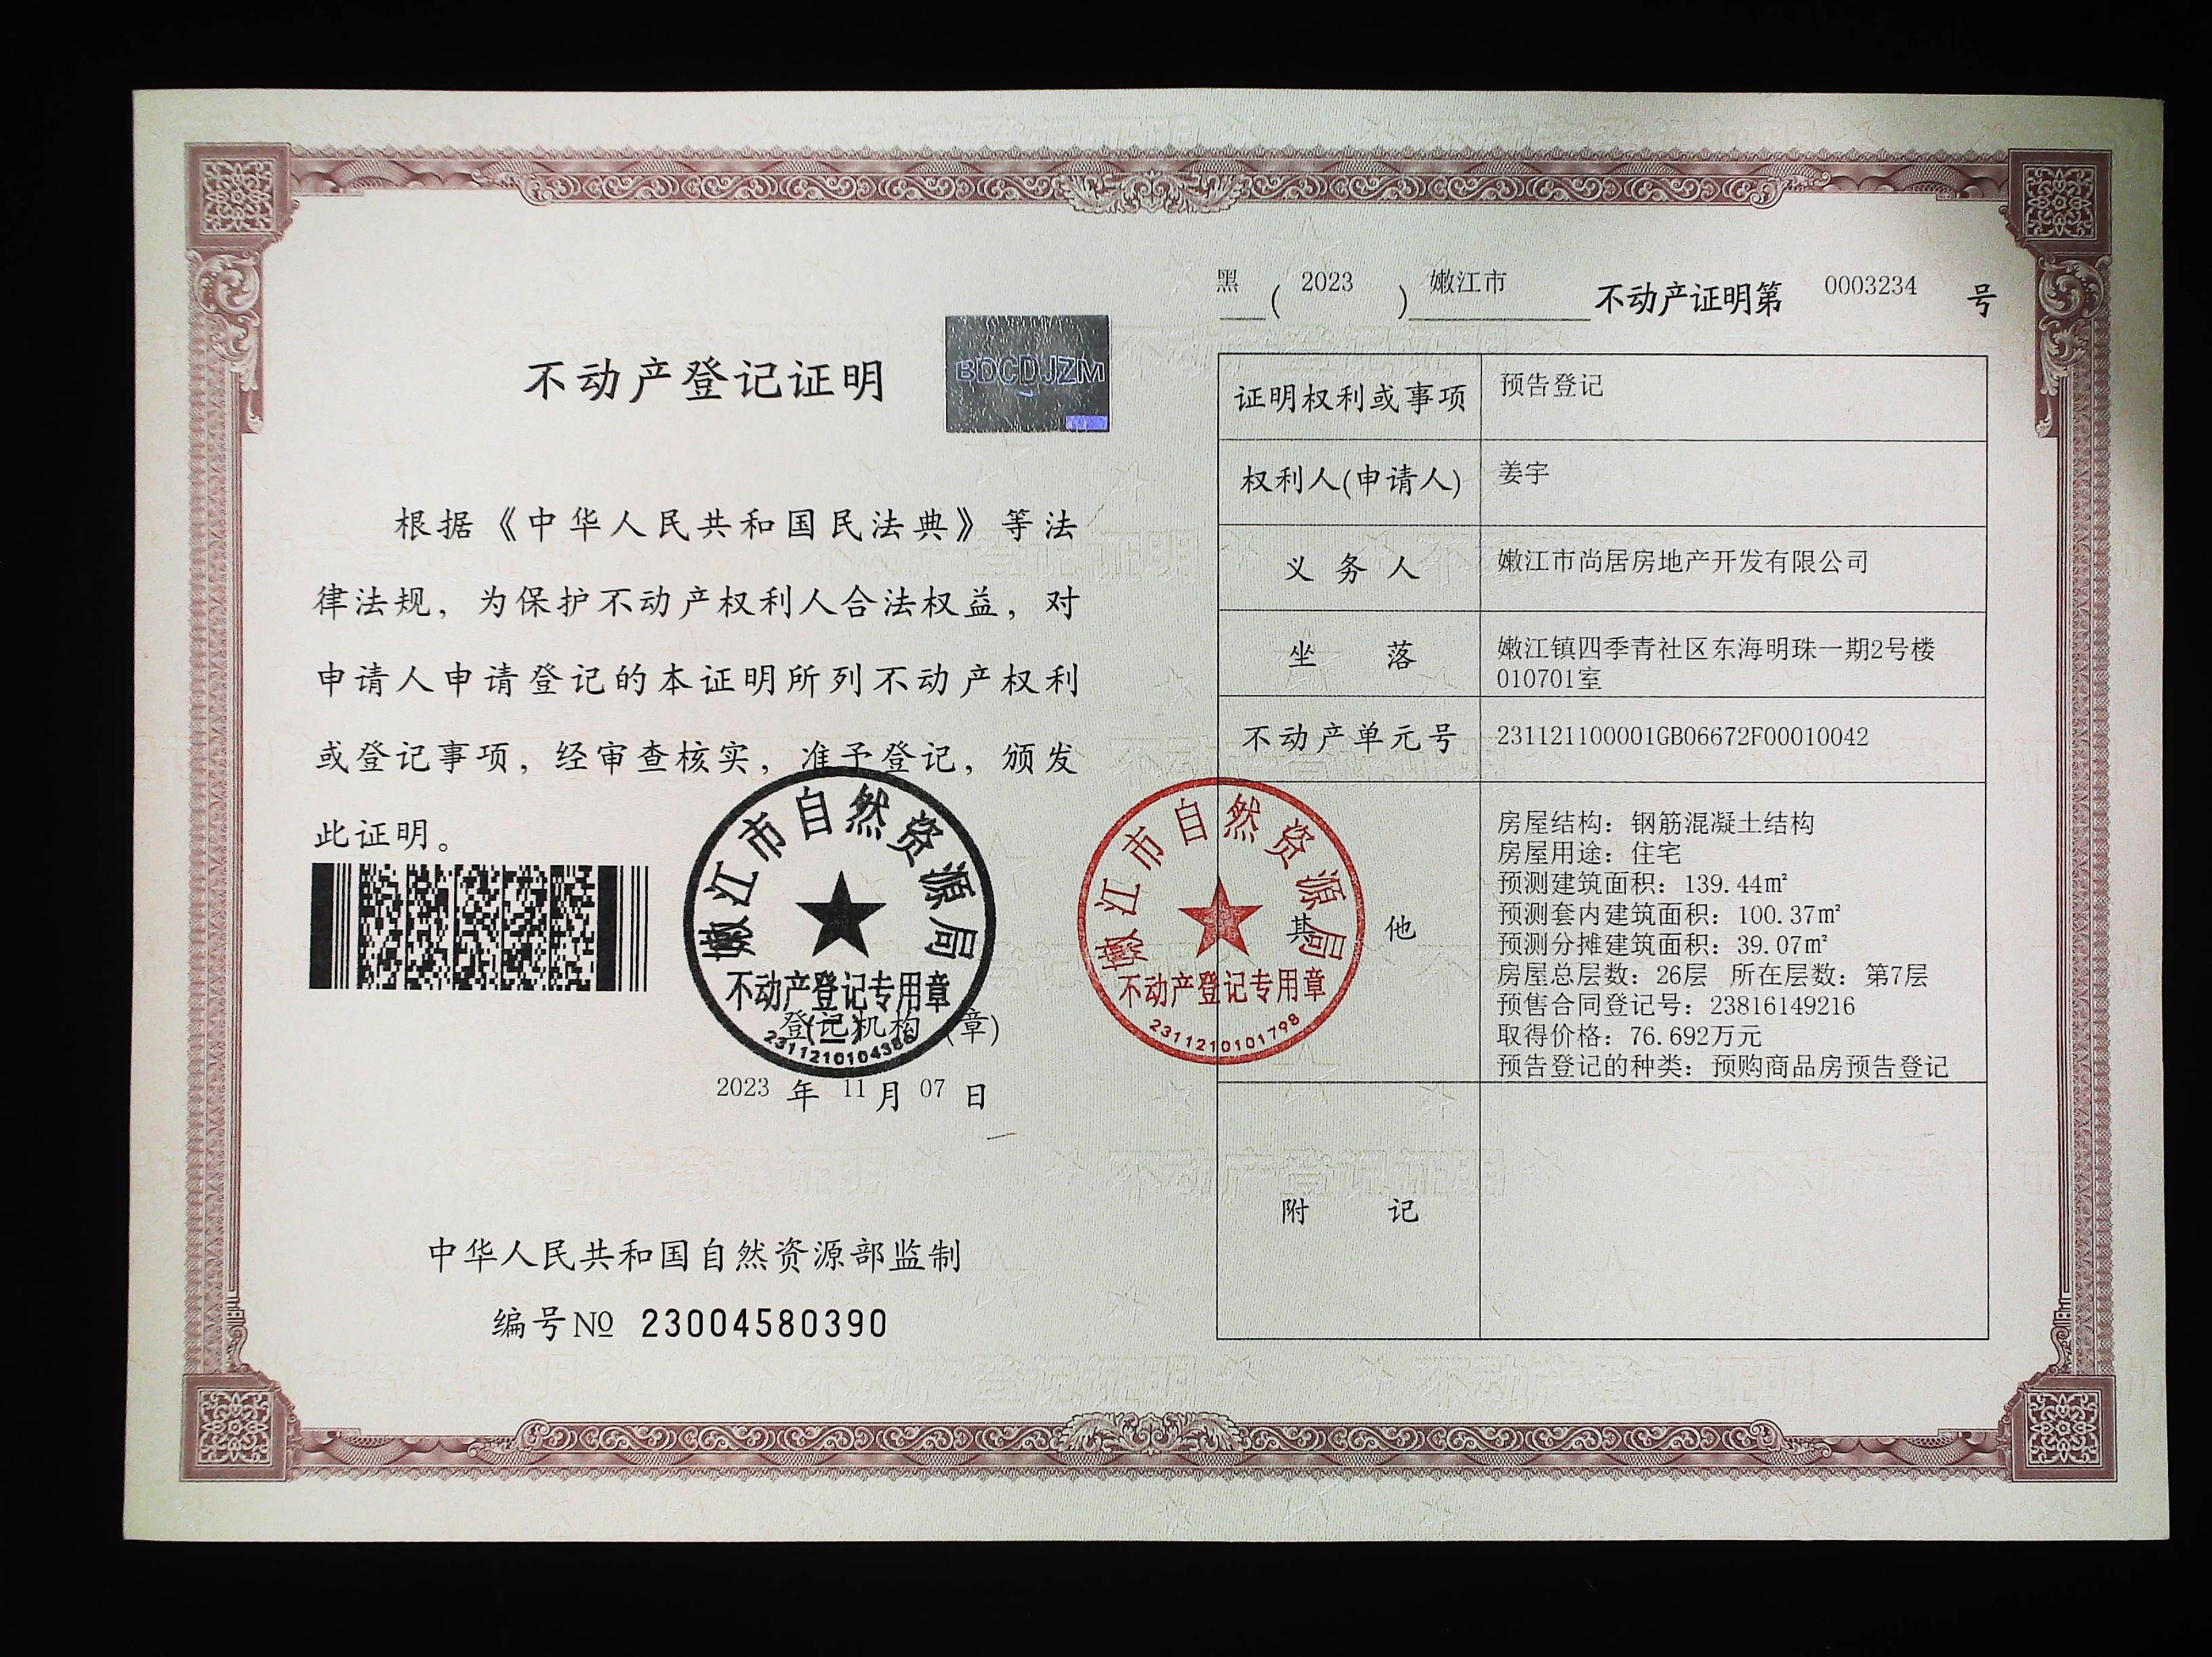 不动产登记证明
BDCDJZM
根据《中华人民共和国民法典》等法
律法规，为保护不动产权利人合法权益，对
申请人申请登记的本证明所列不动产权利
或登记事项，经审查核实，准予登记，颁发
此证明。
嫩江市自然资源局
不动产登记专用章
登记机构（章）
2023 年 11 月 07 日
中华人民共和国自然资源部监制
编号№ 23004580390
嫩江市自然资源局
不动产登记专用章
2311210101798
黑（2023）嫩江市 不动产证明第 0003234 号
证明权利或事项 预告登记
权利人(申请人) 姜宇
义务人 嫩江市尚居房地产开发有限公司
坐落 嫩江镇四季青社区东海明珠一期2号楼
010701室
不动产单元号 231121100001GB06672F00010042
其他
房屋结构：钢筋混凝土结构
房屋用途：住宅
预测建筑面积：139.44㎡
预测套内建筑面积：100.37㎡
预测分摊建筑面积：39.07㎡
房屋总层数：26层 所在层数：第7层
预售合同登记号：23816149216
取得价格：76.692万元
预告登记的种类：预购商品房预告登记
附记